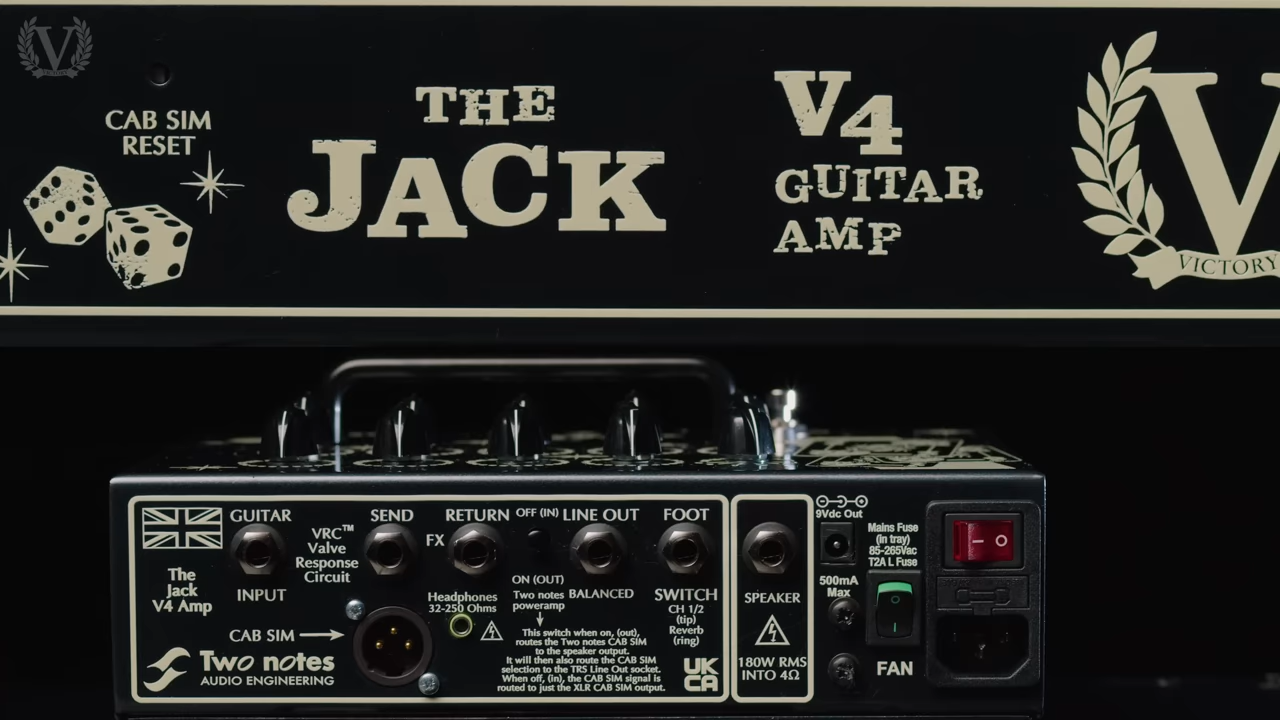 V
VICTORY
CAB SIM
RESET
THE
JACK
V4
GUITAR
AMP
V
VICTORY
GUITAR
INPUT
The
Jack
V4 Amp
VRC™
Valve
Response
Circuit
SEND
FX
RETURN
OFF (IN)
ON (OUT)
Two notes
poweramp
LINE OUT
BALANCED
FOOT
SWITCH
CH 1/2
(tip)
Reverb
(ring)
CAB SIM
Two notes
AUDIO ENGINEERING
Headphones
32-250 Ohms
This switch when on, (out),
routes the Two notes CAB SIM
to the speaker output.
It will then also route the CAB SIM
selection to the TRS Line Out socket.
When off, (in), the CAB SIM signal is
routed to just the XLR CAB SIM output.
UK
CA
SPEAKER
180W RMS
INTO 4Ω
9Vdc Out
500mA
Max
Mains Fuse
(in tray)
85-265Vac
T2A L Fuse
FAN